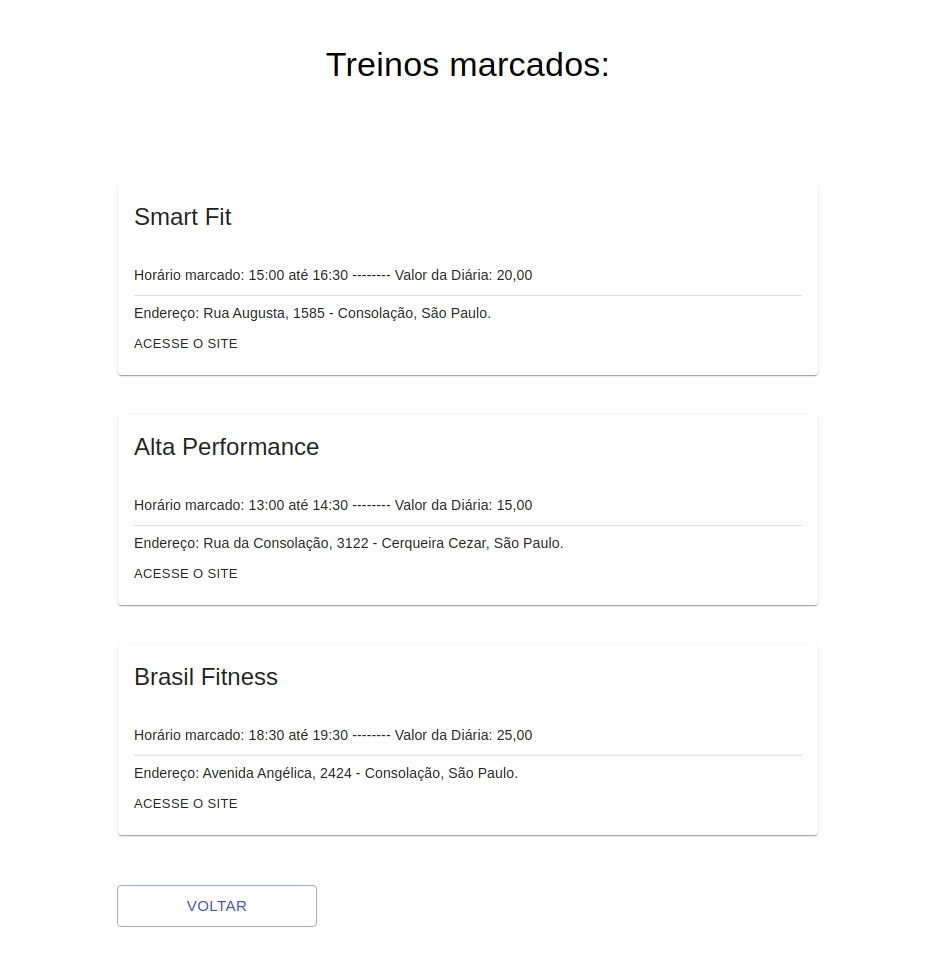 Treinos marcados:
Smart Fit
Horário marcado: 15:00 até 16:30 -------- Valor da Diária: 20,00
Endereço: Rua Augusta, 1585 - Consolação, São Paulo.
ACESSE O SITE
Alta Performance
Horário marcado: 13:00 até 14:30 -------- Valor da Diária: 15,00
Endereço: Rua da Consolação, 3122 - Cerqueira Cezar, São Paulo.
ACESSE O SITE
Brasil Fitness
Horário marcado: 18:30 até 19:30 -------- Valor da Diária: 25,00
Endereço: Avenida Angélica, 2424 - Consolação, São Paulo.
ACESSE O SITE
VOLTAR